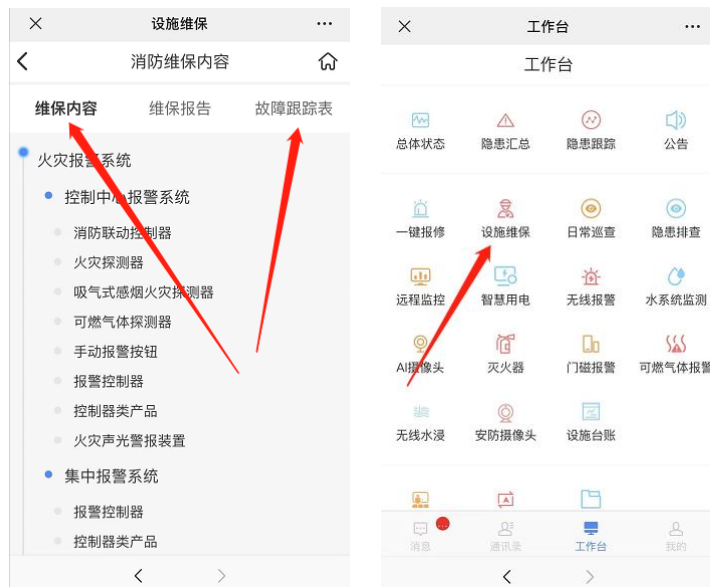 设施维保
消防维保内容
维保内容 维保报告 故障跟踪表
火灾报警系统
控制中心报警系统
消防联动控制器
火灾探测器
吸气式感烟火灾探测器
可燃气体探测器
手动报警按钮
报警控制器
控制器类产品
火灾声光警报装置
集中报警系统
报警控制器
控制器类产品
工作台
工作台
总体状态 隐患汇总 隐患跟踪 公告
一键报修 设施维保 日常巡查 隐患排查
远程监控 智慧用电 无线报警 水系统监测
AI摄像头 灭火器 门磁报警 可燃气体报警
无线水浸 安防摄像头 设施台账
消息 通讯录 工作台 我的